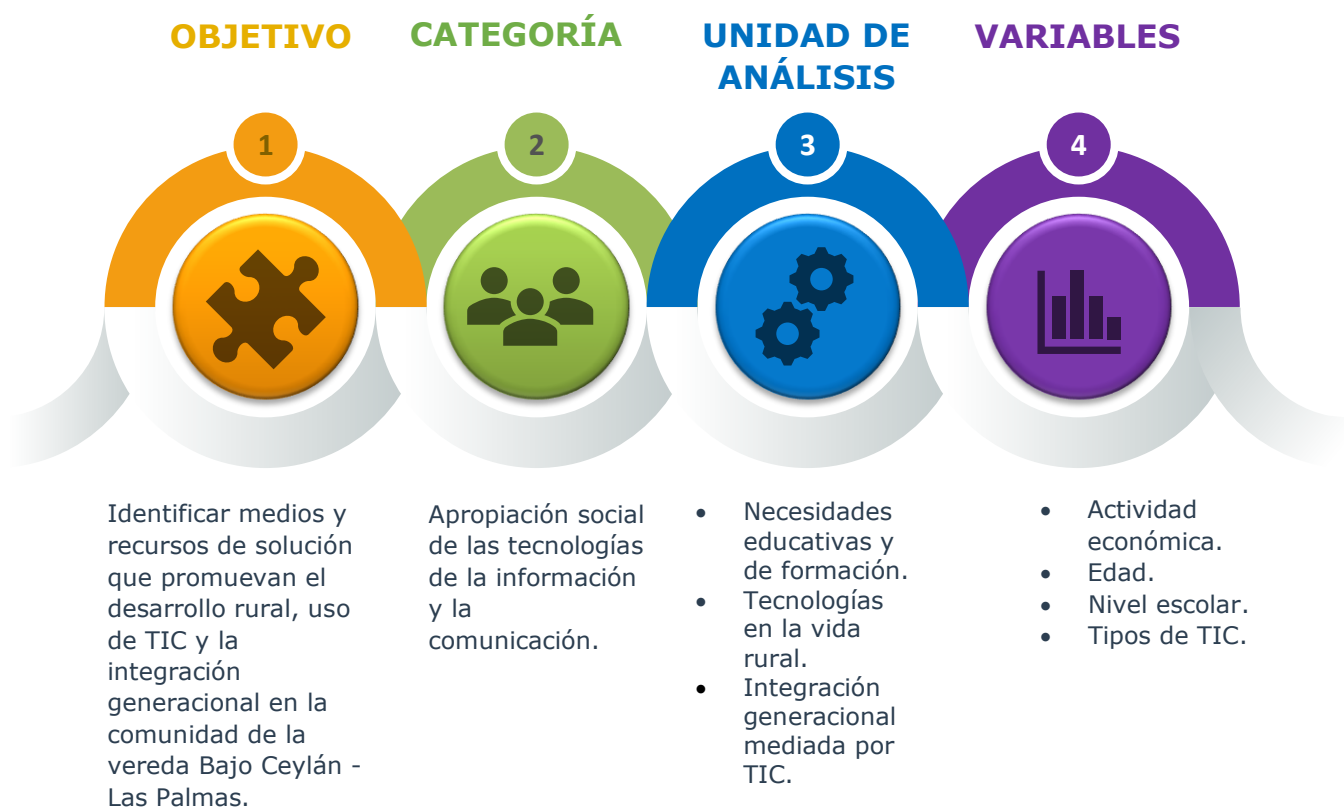 OBJETIVO
CATEGORÍA
UNIDAD DE
ANÁLISIS
VARIABLES
1
2
3
4
Identificar medios y
recursos de solución
que promuevan el
desarrollo rural, uso
de TIC y la
integración
generacional en la
comunidad de la
vereda Bajo Ceylán -
Las Palmas.
Apropiación social
de las tecnologías
de la información
y la
comunicación.
• Necesidades
educativas y
de formación.
• Tecnologías
en la vida
rural.
• Integración
generacional
mediada por
TIC.
• Actividad
económica.
• Edad.
• Nivel escolar.
• Tipos de TIC.